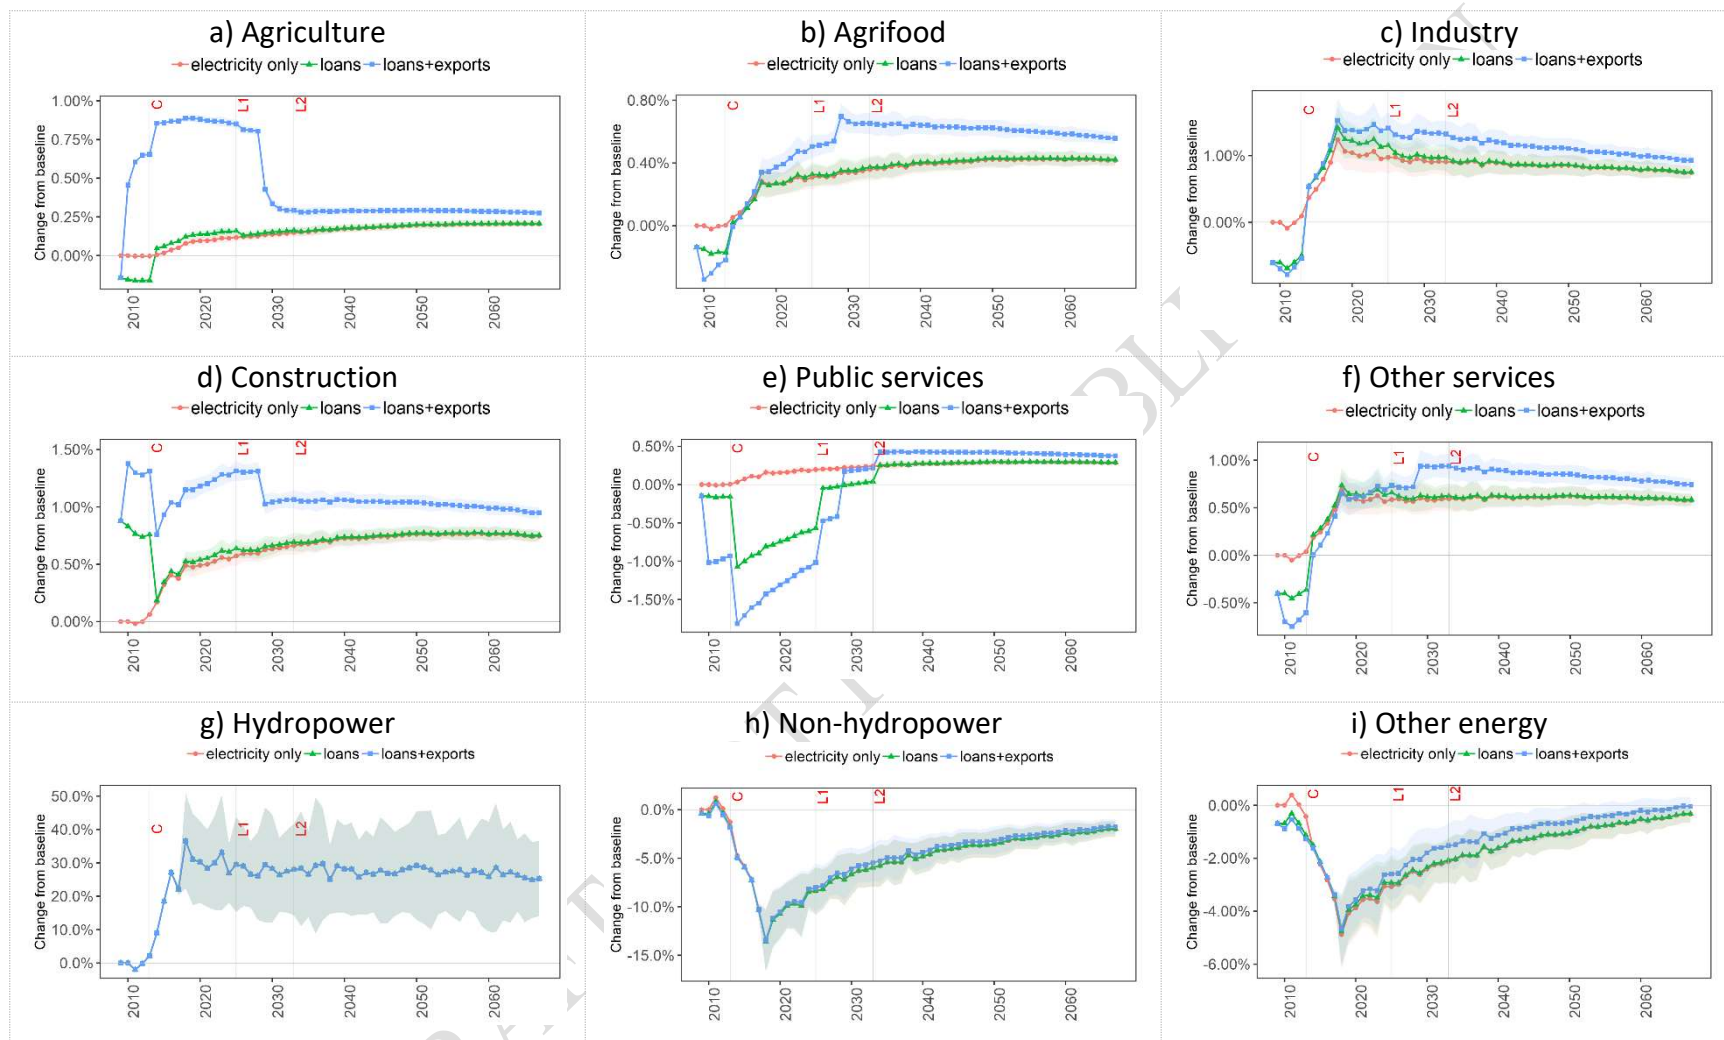 a) Agriculture
electricity only loans loans+exports
Change from baseline
1.00%
0.75%
0.50%
0.25%
0.00%
C
L1
L2
2010
2020
2030
2040
2050
2060
b) Agrifood
electricity only loans loans+exports
Change from baseline
0.80%
0.40%
0.00%
C
L1
L2
2010
2020
2030
2040
2050
2060
c) Industry
electricity only loans loans+exports
Change from baseline
1.00%
0.00%
C
L1
L2
2010
2020
2030
2040
2050
2060
d) Construction
electricity only loans loans+exports
Change from baseline
1.50%
1.00%
0.50%
0.00%
C
L1
L2
2010
2020
2030
2040
2050
2060
e) Public services
electricity only loans loans+exports
Change from baseline
0.50%
0.00%
-0.50%
-1.00%
-1.50%
C
L1
L2
2010
2020
2030
2040
2050
2060
f) Other services
electricity only loans loans+exports
Change from baseline
1.00%
0.50%
0.00%
-0.50%
C
L1
L2
2010
2020
2030
2040
2050
2060
g) Hydropower
electricity only loans loans+exports
Change from baseline
50.0%
40.0%
30.0%
20.0%
10.0%
0.0%
C
L1
L2
2010
2020
2030
2040
2050
2060
h) Non-hydropower
electricity only loans loans+exports
Change from baseline
0.0%
-5.0%
-10.0%
-15.0%
C
L1
L2
2010
2020
2030
2040
2050
2060
i) Other energy
electricity only loans loans+exports
Change from baseline
0.00%
-2.00%
-4.00%
-6.00%
C
L1
L2
2010
2020
2030
2040
2050
2060